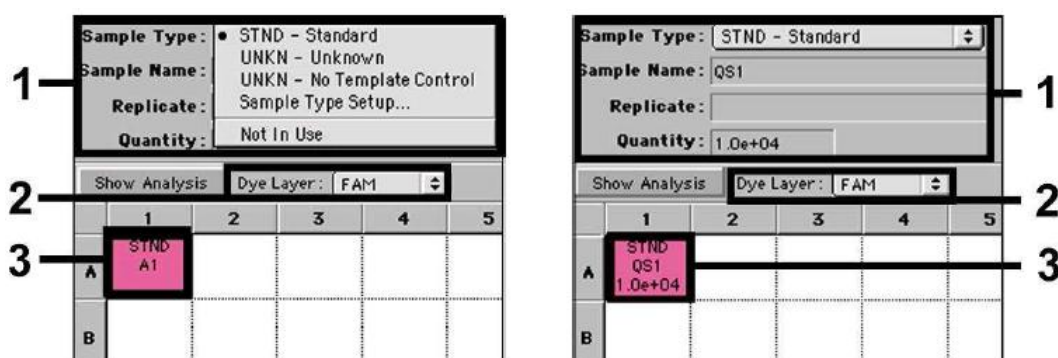 Sample Type: • STND - Standard
UNKN - Unknown
Sample Name:
UNKN - No Template Control
Replicate: Sample Type Setup...
Quantity: Not In Use
1
Show Analysis Dye Layer: FAM
2
1 2 3 4 5
3
A
STND
A1
B
Sample Type: STND - Standard
Sample Name: QS1
1
Replicate:
Quantity: 1.0e+04
Show Analysis Dye Layer: FAM
2
1 2 3 4 5
A
STND
QS1
1.0e+04
3
B